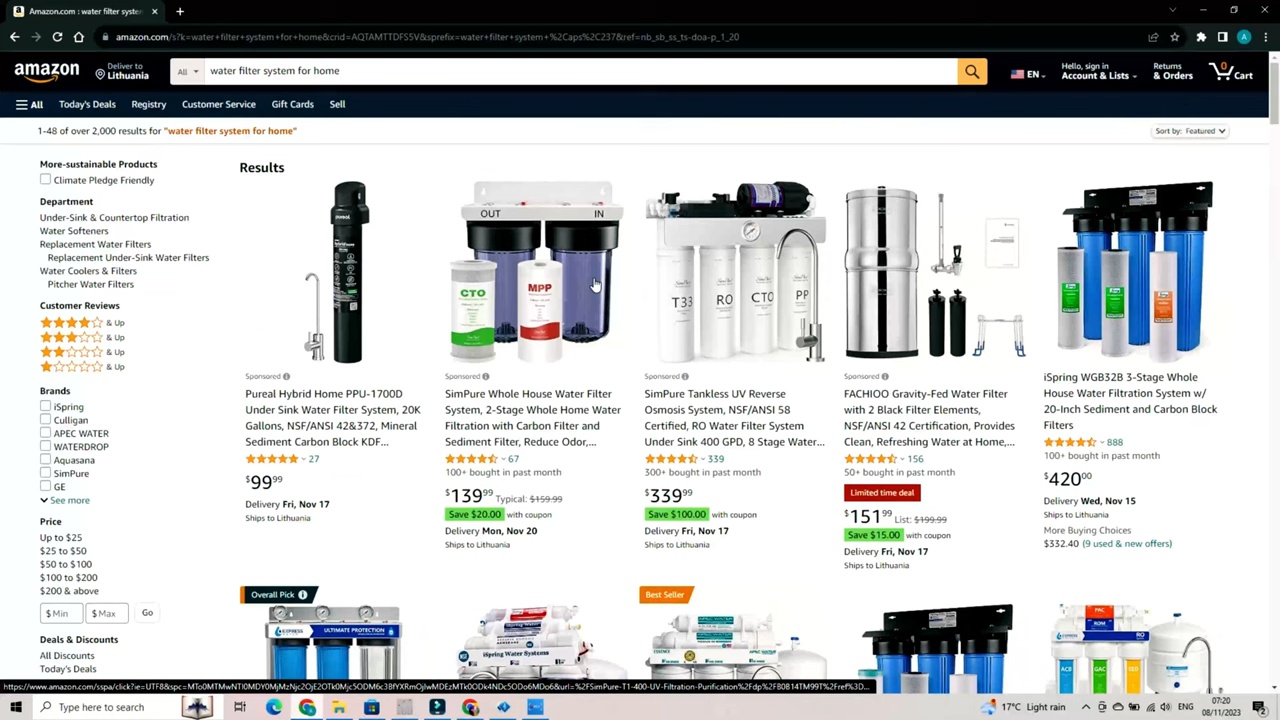 Amazon.com : water filter system
amazon.com/s?k=water+filter+system+for+home&crid=AQTAMTTDFS5V&sprefix=water+filter+system+%2Caps%2C237&ref=nb_sb_ss_ts-doa-p_1_20
amazon
Deliver to
Lithuania
All
water filter system for home
EN
Hello, sign in
Account & Lists
Returns
& Orders
0
Cart
All
Today's Deals
Registry
Customer Service
Gift Cards
Sell
1-48 of over 2,000 results for "water filter system for home"
Sort by: Featured
More-sustainable Products
Climate Pledge Friendly
Department
Under-Sink & Countertop Filtration
Water Softeners
Replacement Water Filters
Replacement Under-Sink Water Filters
Water Coolers & Filters
Pitcher Water Filters
Customer Reviews
& Up
& Up
& Up
& Up
Brands
iSpring
Culligan
APEC WATER
WATERDROP
Aquasana
SimPure
GE
See more
Price
Up to $25
$25 to $50
$50 to $100
$100 to $200
$200 & above
$ Min
$ Max
Go
Deals & Discounts
All Discounts
Today's Deals
Results
pureal
Sponsored
Pureal Hybrid Home PPU-1700D
Under Sink Water Filter System, 20K
Gallons, NSF/ANSI 42&372, Mineral
Sediment Carbon Block KDF...
27
$99 99
Delivery Fri, Nov 17
Ships to Lithuania
OUT
IN
CTO
MPP
Sponsored
SimPure Whole House Water Filter
System, 2-Stage Whole Home Water
Filtration with Carbon Filter and
Sediment Filter, Reduce Odor,...
67
100+ bought in past month
$139 99 Typical: $159.99
Save $20.00 with coupon
Delivery Mon, Nov 20
Ships to Lithuania
T33
RO
CTO
PP
Sponsored
SimPure Tankless UV Reverse
Osmosis System, NSF/ANSI 58
Certified, RO Water Filter System
Under Sink 400 GPD, 8 Stage Water...
339
300+ bought in past month
$339 99
Save $100.00 with coupon
Delivery Fri, Nov 17
Ships to Lithuania
Sponsored
FACHIOO Gravity-Fed Water Filter
with 2 Black Filter Elements,
NSF/ANSI 42 Certification, Provides
Clean, Refreshing Water at Home,...
156
50+ bought in past month
Limited time deal
$151 99 List: $199.99
Save $15.00 with coupon
Delivery Fri, Nov 17
Ships to Lithuania
iSpring WGB32B 3-Stage Whole
House Water Filtration System w/
20-Inch Sediment and Carbon Block
Filters
888
100+ bought in past month
$420 00
Delivery Wed, Nov 15
Ships to Lithuania
More Buying Choices
$332.40 (9 used & new offers)
Overall Pick
EXPRESS
ULTIMATE PROTECTION
iSpring Water Systems
Best Seller
EXPRESS
PAC
ROM
RO
ACF
GAC
SED
Type here to search
17°C Light rain
ENG
07:20
08/11/2023
2